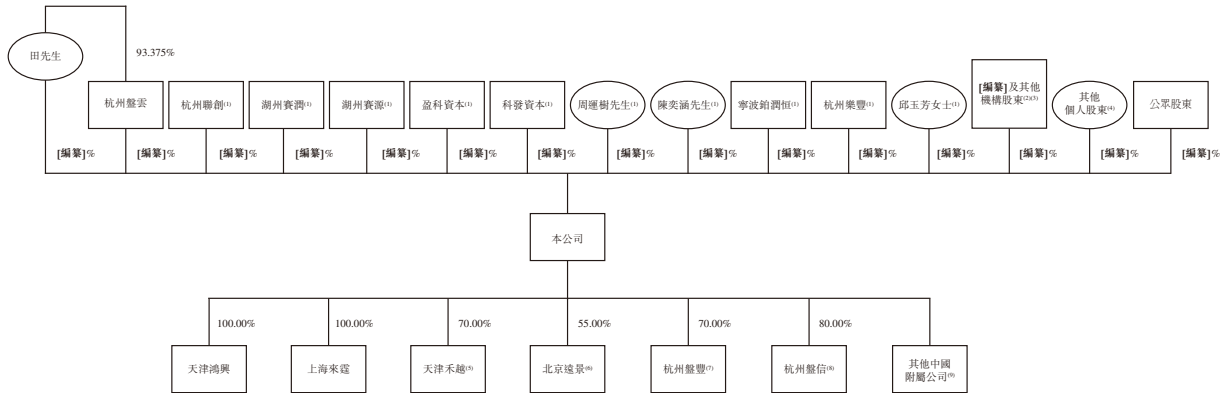 田先生
93.375%
杭州盤雲
杭州聯創(1)
湖州賽潤(1)
湖州賽源(1)
盈科資本(1)
科發資本(1)
周運樹先生(1)
陳奕涵先生(1)
寧波鉑潤恒(1)
杭州樂豐(1)
邱玉芳女士(1)
[編纂]及其他
機構股東(2)(3)
其他
個人股東(4)
公眾股東
[編纂]% [編纂]% [編纂]% [編纂]% [編纂]% [編纂]% [編纂]% [編纂]% [編纂]% [編纂]% [編纂]% [編纂]% [編纂]% [編纂]% [編纂]%
本公司
100.00% 100.00% 70.00% 55.00% 70.00% 80.00%
天津鴻興
上海來霆
天津禾越(5)
北京遠景(6)
杭州盤豐(7)
杭州盤信(8)
其他中國
附屬公司(9)